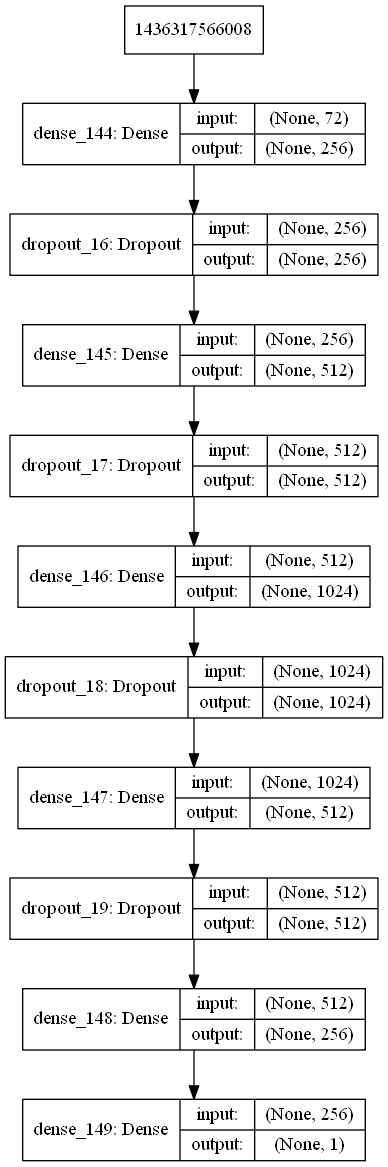 1436317566008
dense_144: Dense
input: (None, 72)
output: (None, 256)
dropout_16: Dropout
input: (None, 256)
output: (None, 256)
dense_145: Dense
input: (None, 256)
output: (None, 512)
dropout_17: Dropout
input: (None, 512)
output: (None, 512)
dense_146: Dense
input: (None, 512)
output: (None, 1024)
dropout_18: Dropout
input: (None, 1024)
output: (None, 1024)
dense_147: Dense
input: (None, 1024)
output: (None, 512)
dropout_19: Dropout
input: (None, 512)
output: (None, 512)
dense_148: Dense
input: (None, 512)
output: (None, 256)
dense_149: Dense
input: (None, 256)
output: (None, 1)